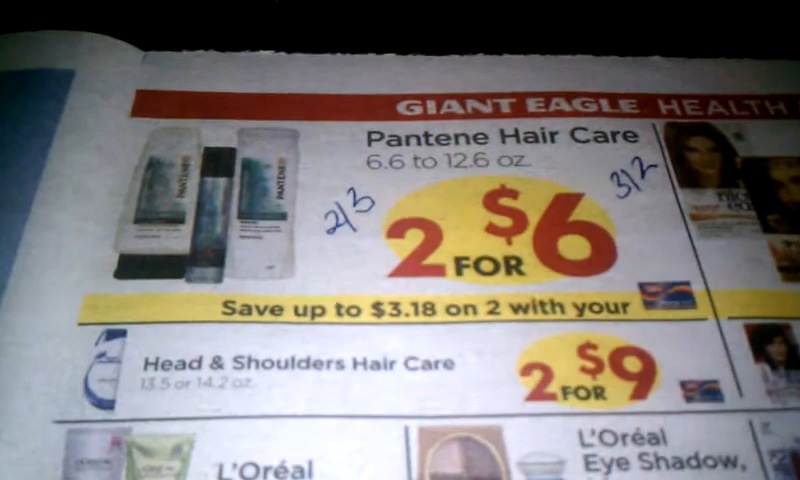 GIANT EAGLE HEALTH
Pantene Hair Care
6.6 to 12.6 oz.
2/3
3/2
2 FOR $6
PANTENE
PANTENE
Save up to $3.18 on 2 with your
Head & Shoulders Hair Care
13.5 or 14.2 oz.
2 FOR $9
L'Oréal
L'Oréal
Eye Shadow,